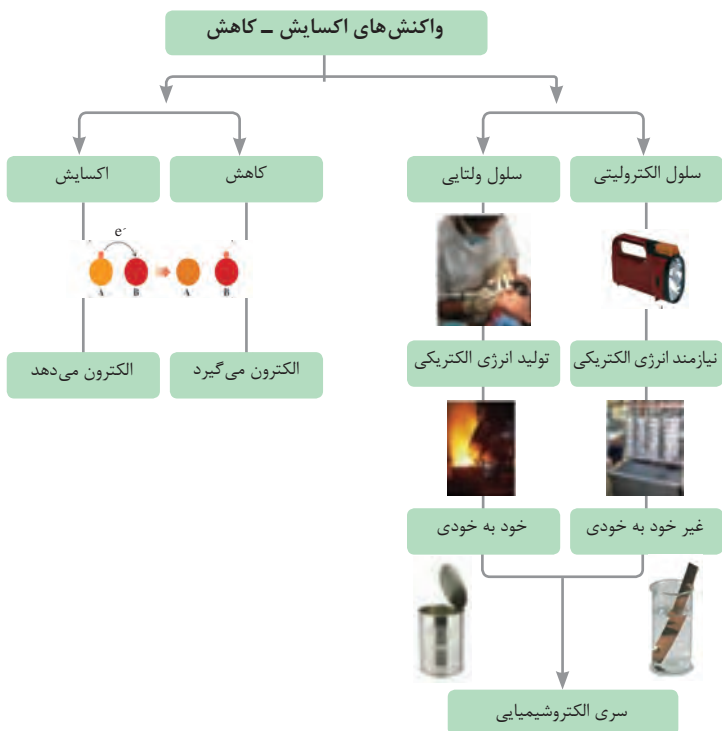 واکنش‌های اکسایش ــ کاهش
سلول الکترولیتی
سلول ولتایی
کاهش
اکسایش
e⁻
A B A B
نیازمند انرژی الکتریکی
تولید انرژی الکتریکی
الکترون می‌گیرد
الکترون می‌دهد
غیر خود به خودی
خود به خودی
سری الکتروشیمیایی